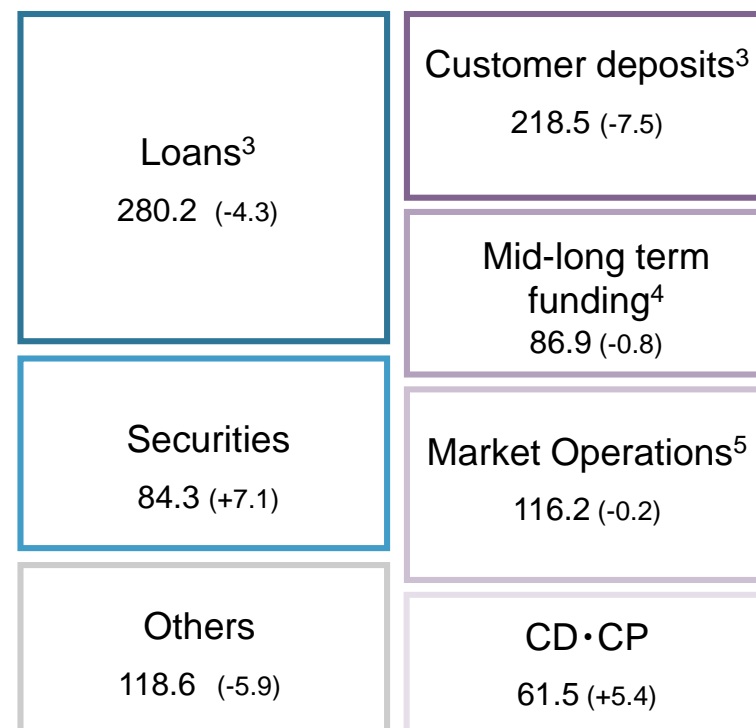 Loans³
280.2 (-4.3)
Securities
84.3 (+7.1)
Others
118.6 (-5.9)
Customer deposits³
218.5 (-7.5)
Mid-long term
funding⁴
86.9 (-0.8)
Market Operations⁵
116.2 (-0.2)
CD・CP
61.5 (+5.4)